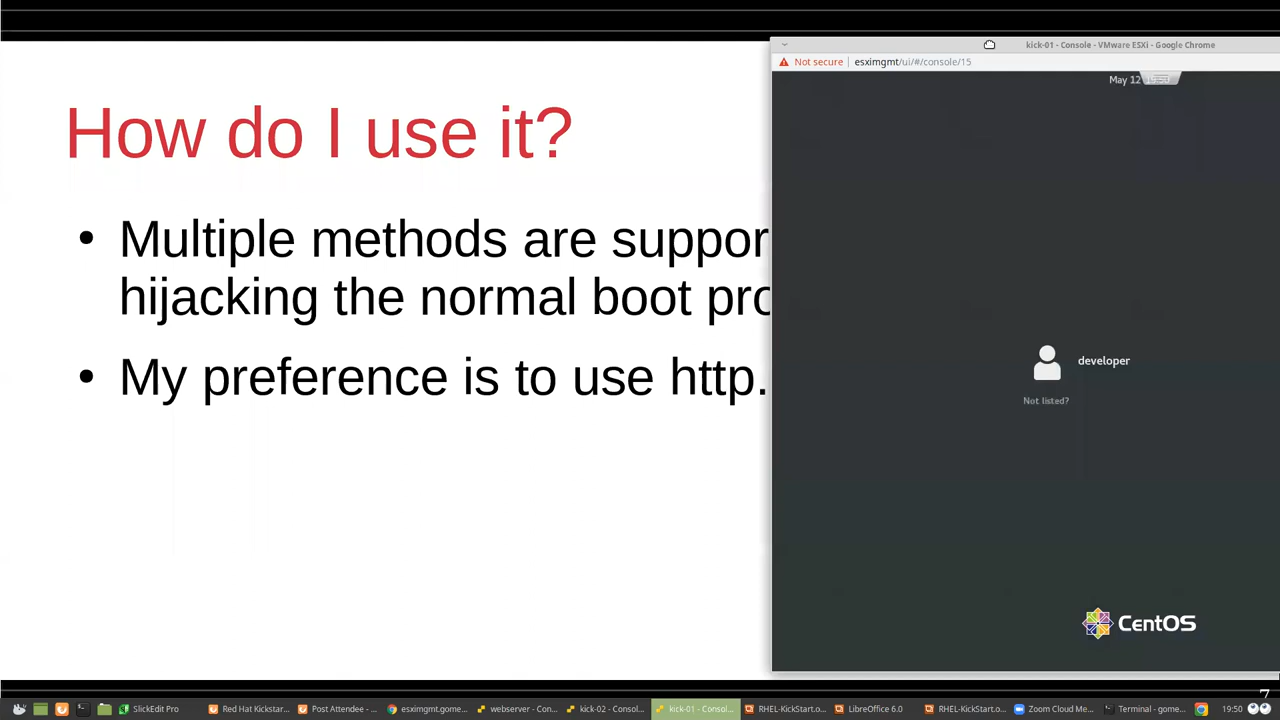 How do I use it?
• Multiple methods are suppor
hijacking the normal boot pro
• My preference is to use http.
kick-01 - Console - VMware ESXi - Google Chrome
Not secure esximgmt/ui/#/console/15
May 12
developer
Not listed?
CentOS
7
SlickEdit Pro
Red Hat Kickstar...
Post Attendee - ...
esximgmt.gome...
webserver - Con...
kick-02 - Consol...
kick-01 - Consol...
RHEL-KickStart.o...
LibreOffice 6.0
RHEL-KickStart.o...
Zoom Cloud Me...
Terminal - gome...
19:50